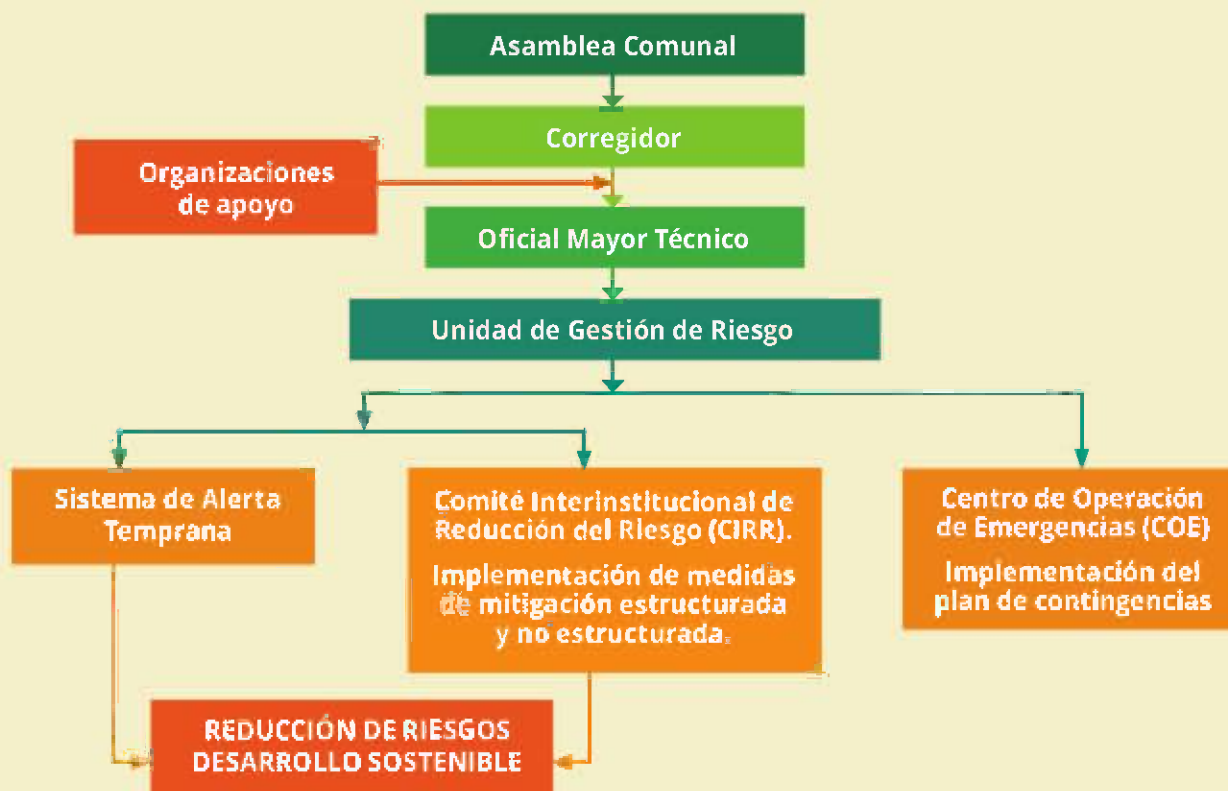 Asamblea Comunal
Corregidor
Organizaciones
de apoyo
Oficial Mayor Técnico
Unidad de Gestión de Riesgo
Sistema de Alerta
Temprana
Comité Interinstitucional de
Reducción del Riesgo (CIRR).
Implementación de medidas
de mitigación estructurada
y no estructurada.
Centro de Operación
de Emergencias (COE)
Implementación del
plan de contingencias
REDUCCIÓN DE RIESGOS
DESARROLLO SOSTENIBLE